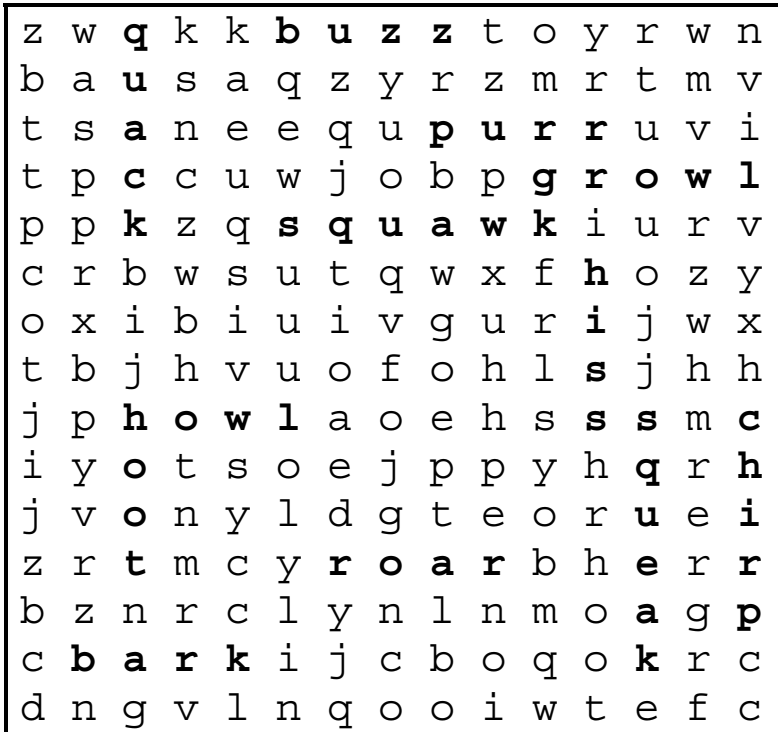 z w q k k b u z z t o y r w n
b a u s a q z y r z m r t m v
t s a n e e q u p u r r u v i
t p c c u w j o b p g r o w l
p p k z q s q u a w k i u r v
c r b w s u t q w x f h o z y
o x i b i u i v g u r i j w x
t b j h v u o f o h l s j h h
j p h o w l a o e h s s s m c
i y o t s o e j p p y h q r h
j v o n y l d g t e o r u e i
z r t m c y r o a r b h e r r
b z n r c l y n l n m o a g p
c b a r k i j c b o q o k r c
d n g v l n q o o i w t e f c